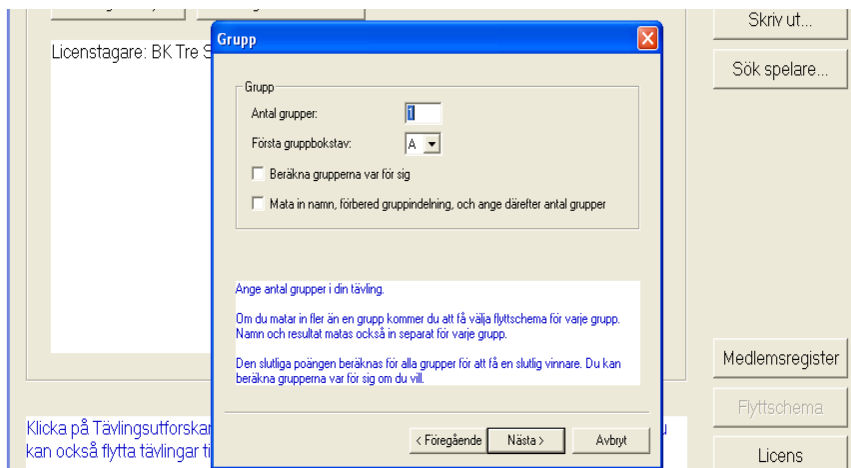 Skriv ut...
Licenstagare: BK Tre S
Sök spelare...
Grupp
Grupp
Antal grupper: 1
Första gruppbokstav: A
Beräkna grupperna var för sig
Mata in namn, förbered gruppindelning, och ange därefter antal grupper
Ange antal grupper i din tävling.
Om du matar in fler än en grupp kommer du att få välja flyttschema för varje grupp.
Namn och resultat matas också in separat för varje grupp.
Den slutliga poängen beräknas för alla grupper för att få en slutlig vinnare. Du kan
beräkna grupperna var för sig om du vill.
< Föregående Nästa > Avbryt
Medlemsregister
Flyttschema
Licens
Klicka på Tävlingsutforskar
kan också flytta tävlingar ti